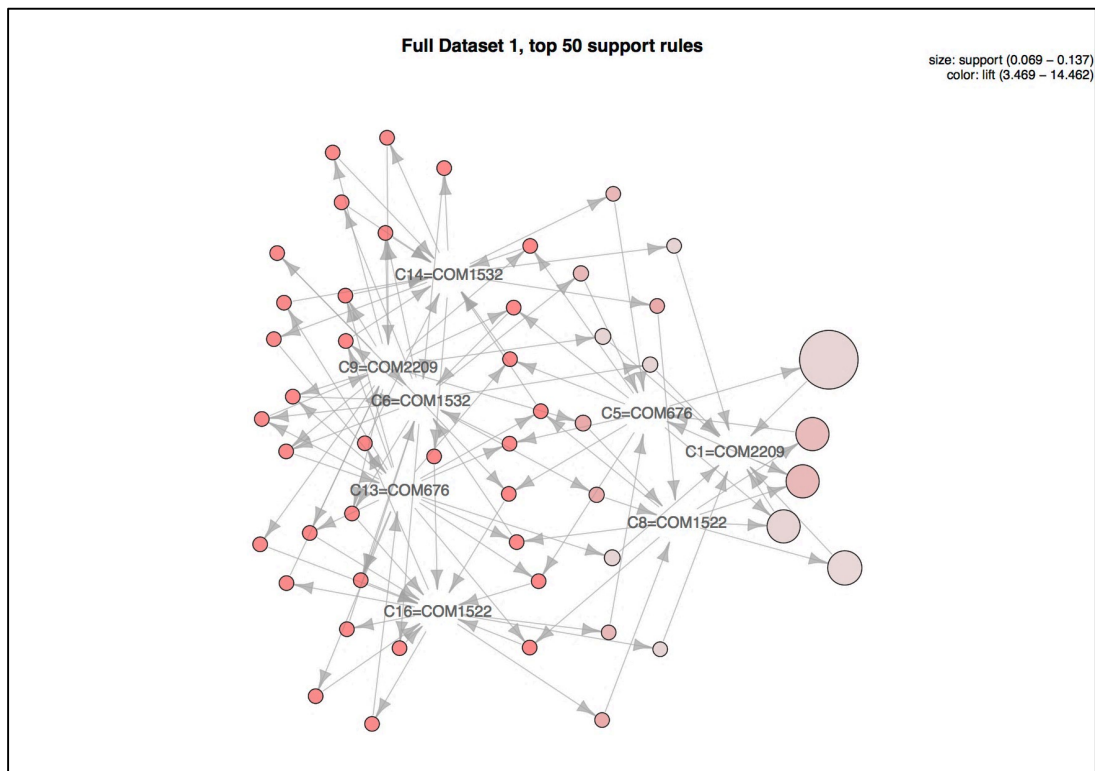 Full Dataset 1, top 50 support rules
size: support (0.069 – 0.137)
color: lift (3.469 – 14.462)
C14=COM1532
C9=COM2209
C6=COM1532
C5=COM676
C1=COM2209
C13=COM676
C8=COM1522
C16=COM1522